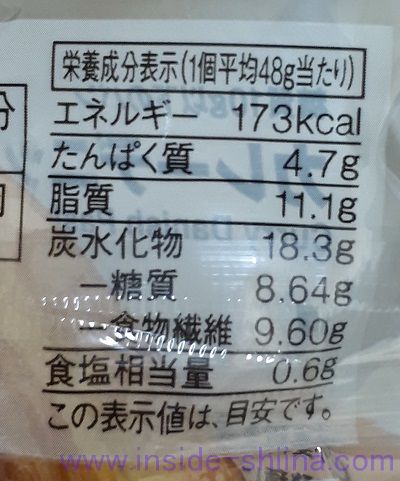 栄養成分表示(1個平均48g当たり)
エネルギー 173kcal
たんぱく質 4.7g
脂質 11.1g
炭水化物 18.3g
ー糖質 8.64g
ー食物繊維 9.60g
食塩相当量 0.6g
この表示値は、目安です。
www.inside-shiina.com